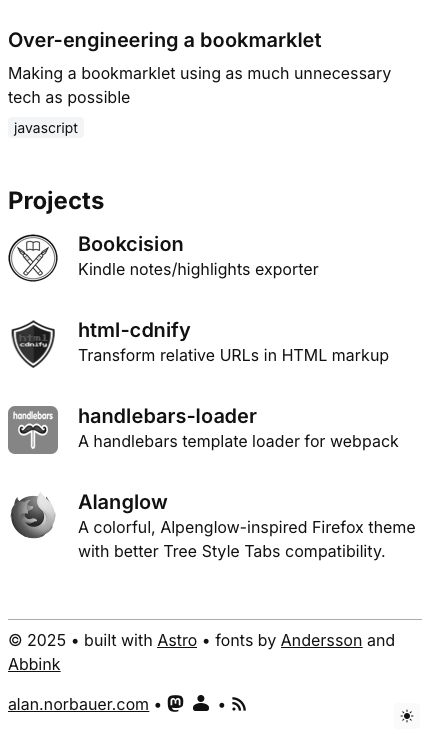 Over-engineering a bookmarklet
Making a bookmarklet using as much unnecessary
tech as possible
javascript
Projects
Bookcision
Kindle notes/highlights exporter
html
cdnify
html-cdnify
Transform relative URLs in HTML markup
handlebars
handlebars-loader
A handlebars template loader for webpack
Alanglow
A colorful, Alpenglow-inspired Firefox theme
with better Tree Style Tabs compatibility.
© 2025 • built with Astro • fonts by Andersson and
Abbink
alan.norbauer.com • •